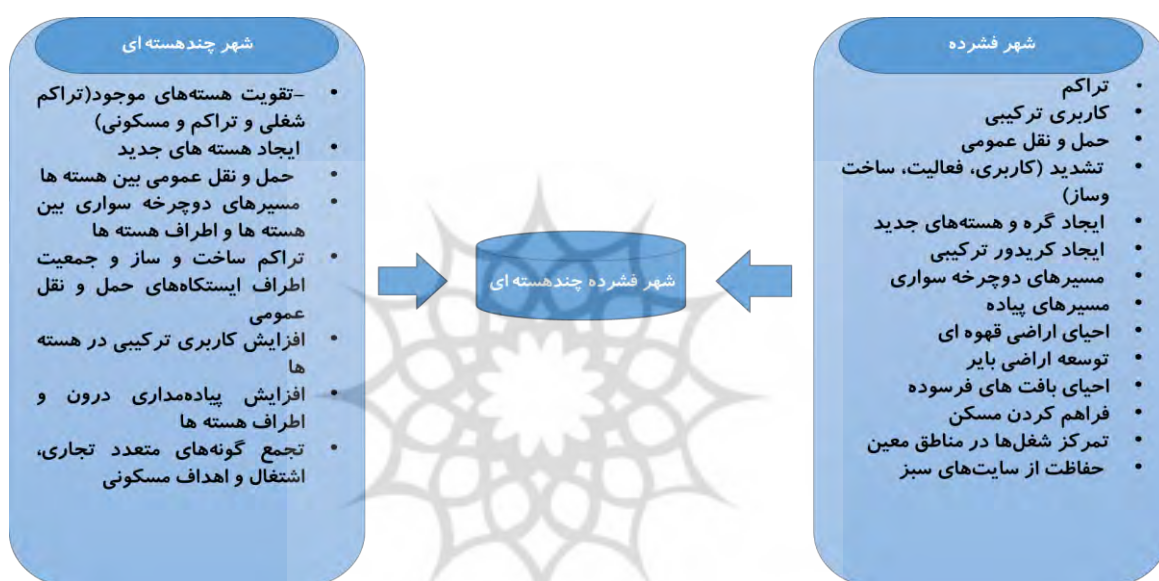 شهر فشرده
• تراکم
• کاربری ترکیبی
• حمل و نقل عمومی
• تشدید (کاربری، فعالیت، ساخت
وساز)
• ایجاد گره و هسته‌های جدید
• ایجاد کریدور ترکیبی
• مسیرهای دوچرخه سواری
• مسیرهای پیاده
• احیای اراضی قهوه ای
• توسعه اراضی بایر
• احیای بافت های فرسوده
• فراهم کردن مسکن
• تمرکز شغل‌ها در مناطق معین
• حفاظت از سایت‌های سبز
شهر فشرده چندهسته ای
شهر چندهسته ای
• –تقویت هسته‌های موجود(تراکم
شغلی و تراکم و مسکونی)
• ایجاد هسته های جدید
• حمل و نقل عمومی بین هسته ها
• مسیرهای دوچرخه سواری بین
هسته ها و اطراف هسته ها
• تراکم ساخت و ساز و جمعیت
اطراف ایستکاه‌های حمل و نقل
عمومی
• افزایش کاربری ترکیبی در هسته
ها
• افزایش پیاده‌مداری درون و
اطراف هسته ها
• تجمع گونه‌های متعدد تجاری،
اشتغال و اهداف مسکونی